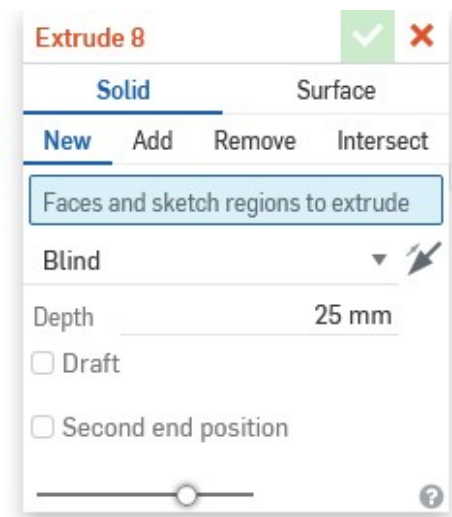 Extrude 8
Solid Surface
New Add Remove Intersect
Faces and sketch regions to extrude
Blind
Depth 25 mm
Draft
Second end position
?